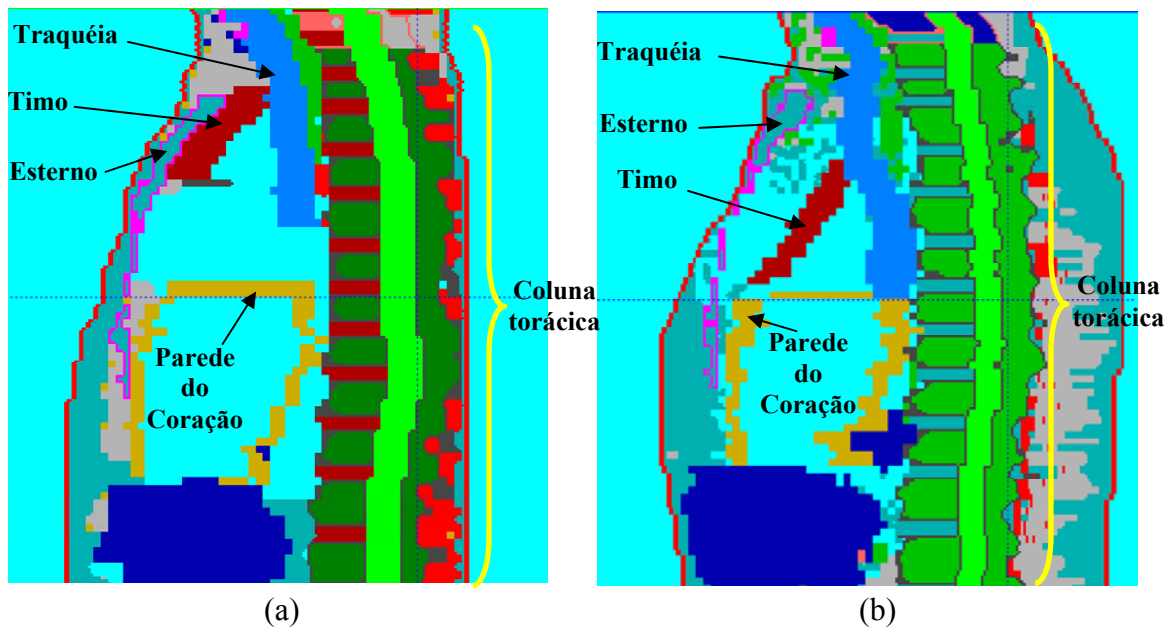 Traquéia
Timo
Esterno
Parede
do
Coração
Coluna
torácica
(a)
Traquéia
Esterno
Timo
Parede
do
Coração
Coluna
torácica
(b)